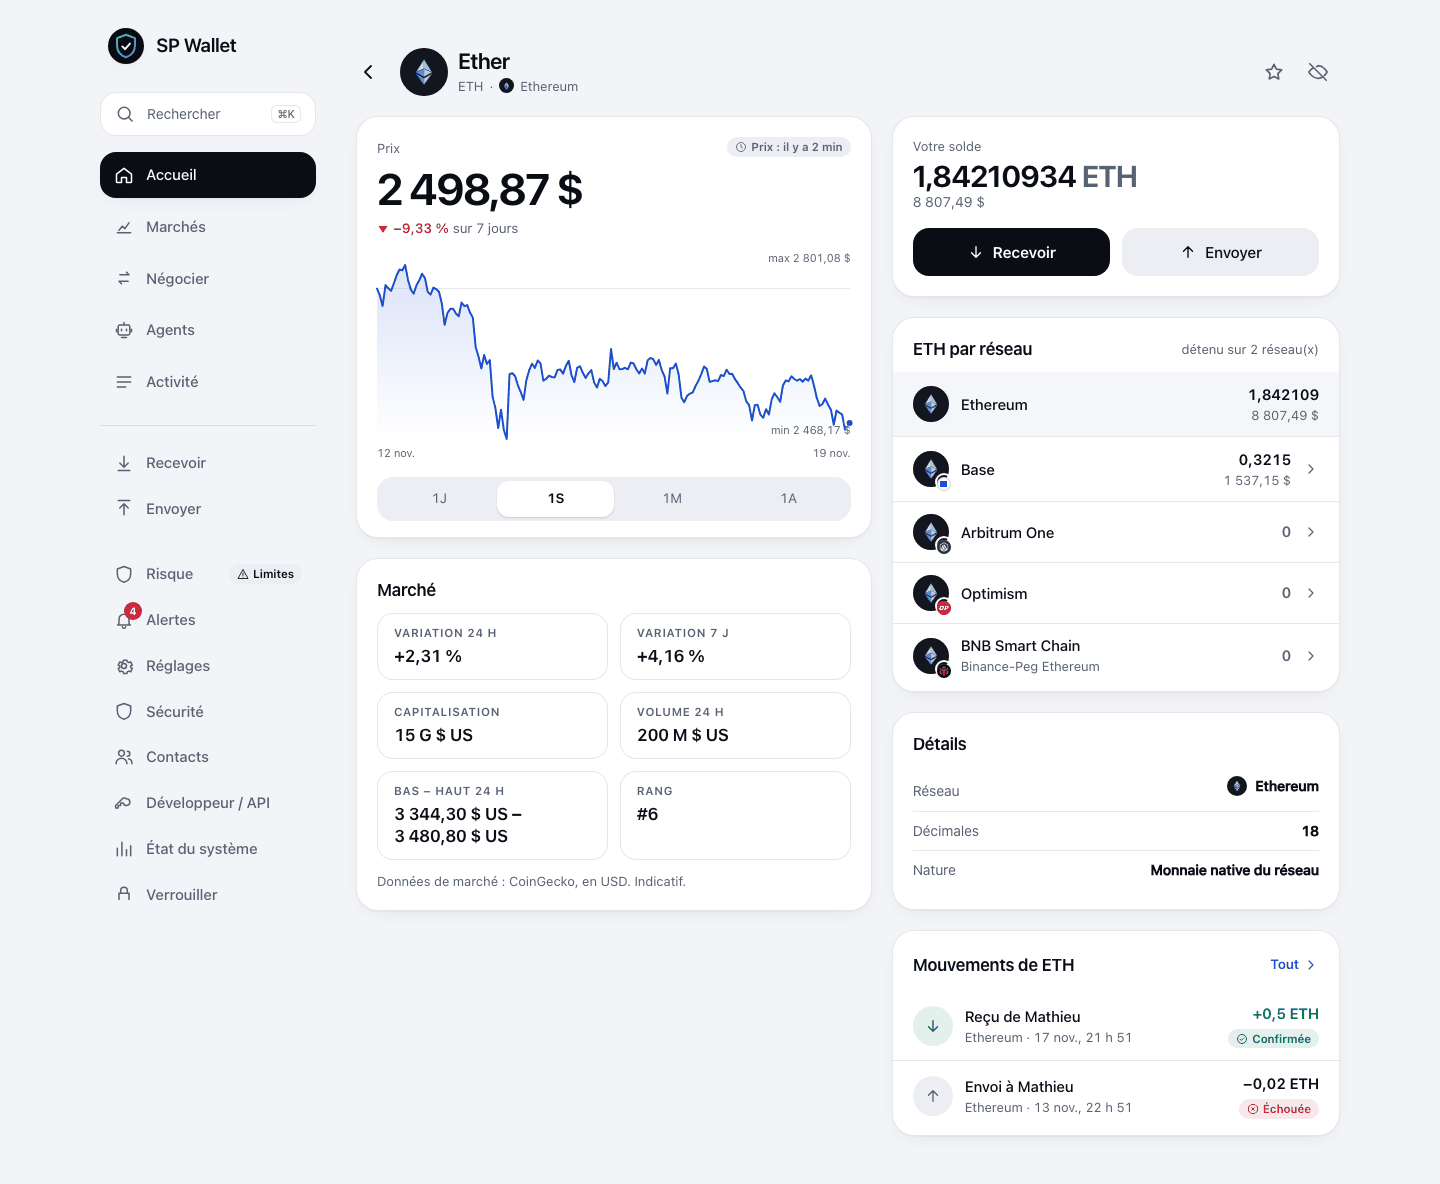 SP Wallet
Rechercher ⌘K
Accueil
Marchés
Négocier
Agents
Activité
Recevoir
Envoyer
Risque Limites
4
Alertes
Réglages
Sécurité
Contacts
Développeur / API
État du système
Verrouiller
Ether
ETH · Ethereum
Prix Prix : il y a 2 min
2 498,87 $
−9,33 % sur 7 jours
max 2 801,08 $
min 2 468,17 $
12 nov. 19 nov.
1J 1S 1M 1A
Marché
VARIATION 24 H
+2,31 %
VARIATION 7 J
+4,16 %
CAPITALISATION
15 G $ US
VOLUME 24 H
200 M $ US
BAS – HAUT 24 H
3 344,30 $ US –
3 480,80 $ US
RANG
#6
Données de marché : CoinGecko, en USD. Indicatif.
Votre solde
1,84210934 ETH
8 807,49 $
Recevoir Envoyer
ETH par réseau détenu sur 2 réseau(x)
Ethereum 1,842109
8 807,49 $
Base 0,3215
1 537,15 $
Arbitrum One 0
Optimism 0
OP
BNB Smart Chain 0
Binance-Peg Ethereum
Détails
Réseau Ethereum
Décimales 18
Nature Monnaie native du réseau
Mouvements de ETH Tout
Reçu de Mathieu +0,5 ETH
Ethereum · 17 nov., 21 h 51 Confirmée
Envoi à Mathieu −0,02 ETH
Ethereum · 13 nov., 22 h 51 Échouée